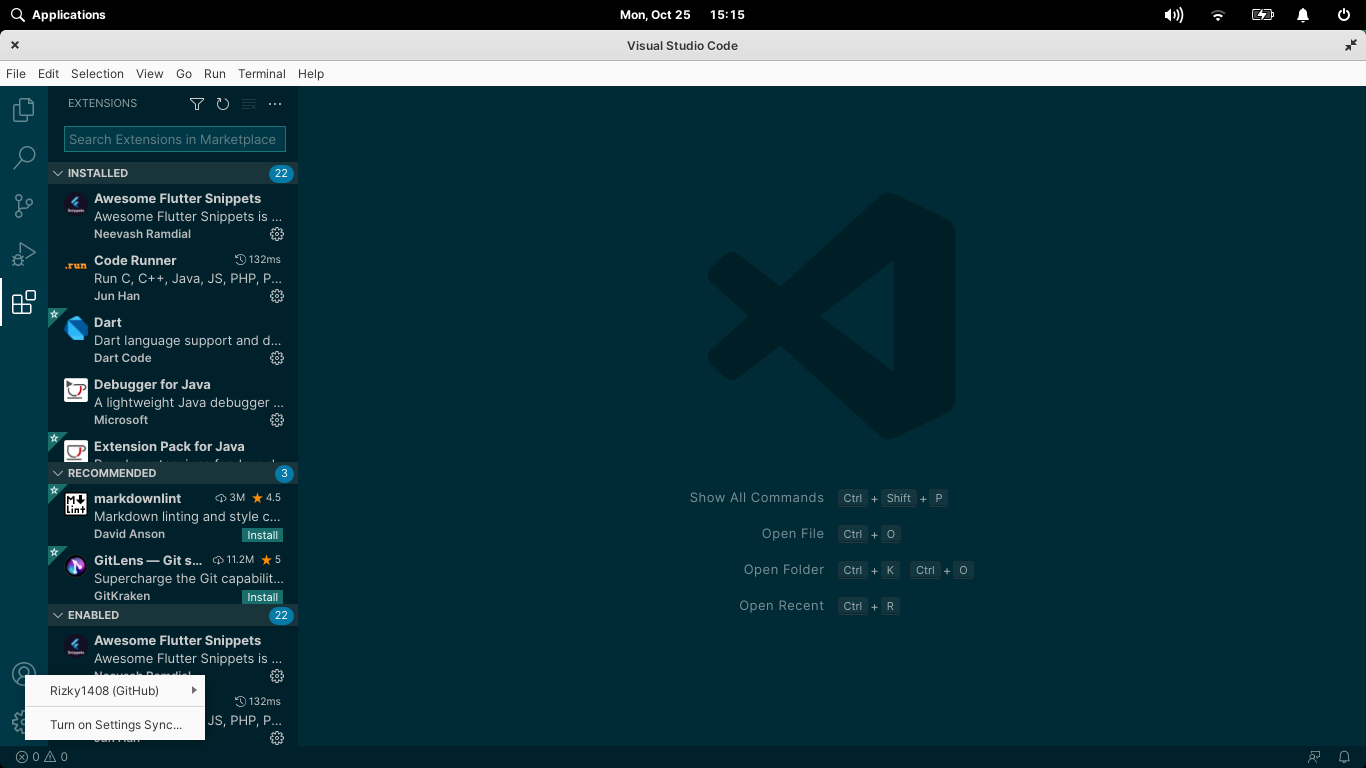 Applications
Mon, Oct 25 15:15
Visual Studio Code
File Edit Selection View Go Run Terminal Help
EXTENSIONS
Search Extensions in Marketplace
INSTALLED 22
Awesome Flutter Snippets
Awesome Flutter Snippets is ...
Neevash Ramdial
Code Runner 132ms
Run C, C++, Java, JS, PHP, P...
Jun Han
Dart
Dart language support and d...
Dart Code
Debugger for Java
A lightweight Java debugger ...
Microsoft
Extension Pack for Java
RECOMMENDED 3
markdownlint 3M 4.5
Markdown linting and style c...
David Anson Install
GitLens — Git s... 11.2M 5
Supercharge the Git capabilit...
GitKraken Install
ENABLED 22
Awesome Flutter Snippets
Awesome Flutter Snippets is ...
Neevash Ramdial
Rizky1408 (GitHub)
132ms
JS, PHP, P...
Turn on Settings Sync...
Jun Han
0 0
Show All Commands Ctrl + Shift + P
Open File Ctrl + O
Open Folder Ctrl + K Ctrl + O
Open Recent Ctrl + R